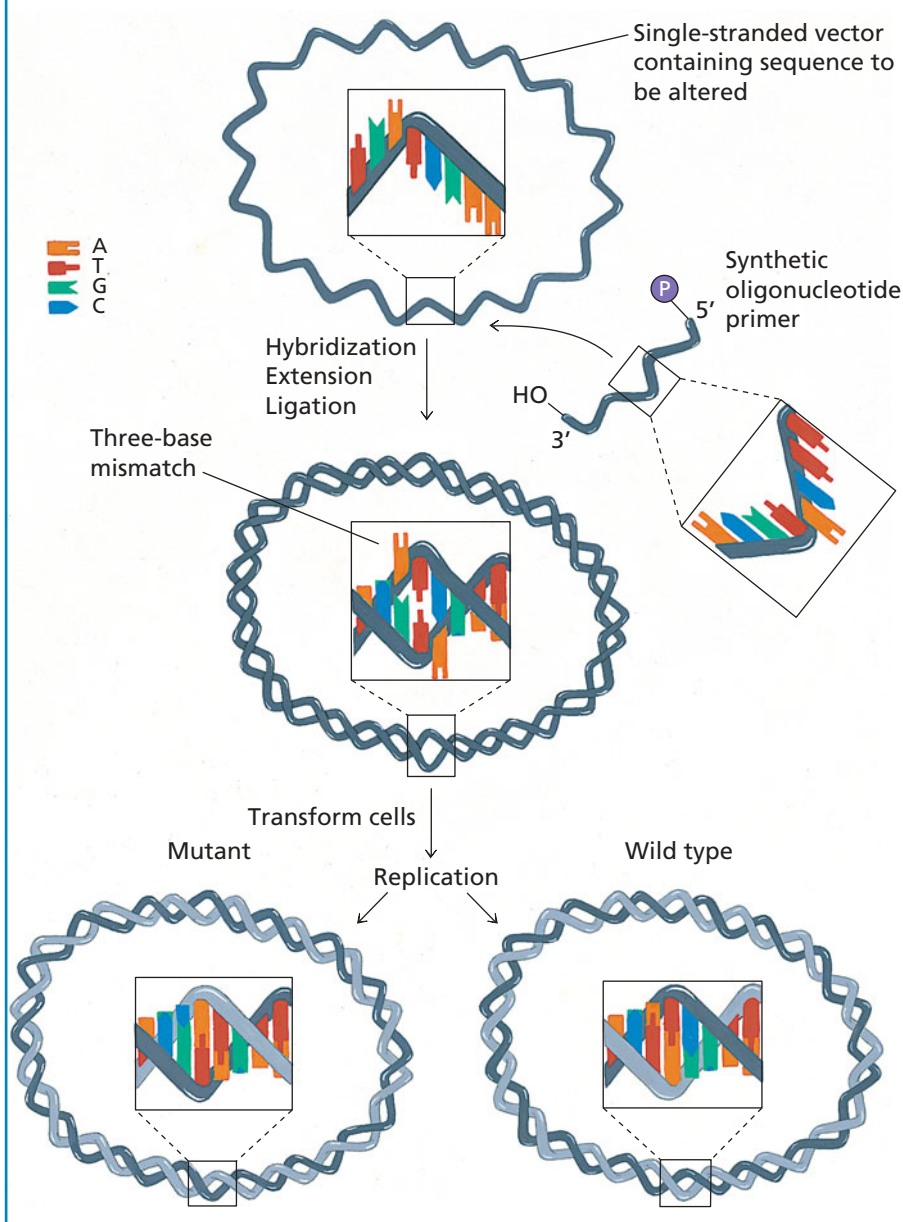 Single-stranded vector
containing sequence to
be altered
A
T
G
C
Synthetic
oligonucleotide
primer
P
5′
HO
3′
Hybridization
Extension
Ligation
Three-base
mismatch
Transform cells
Mutant
Wild type
Replication